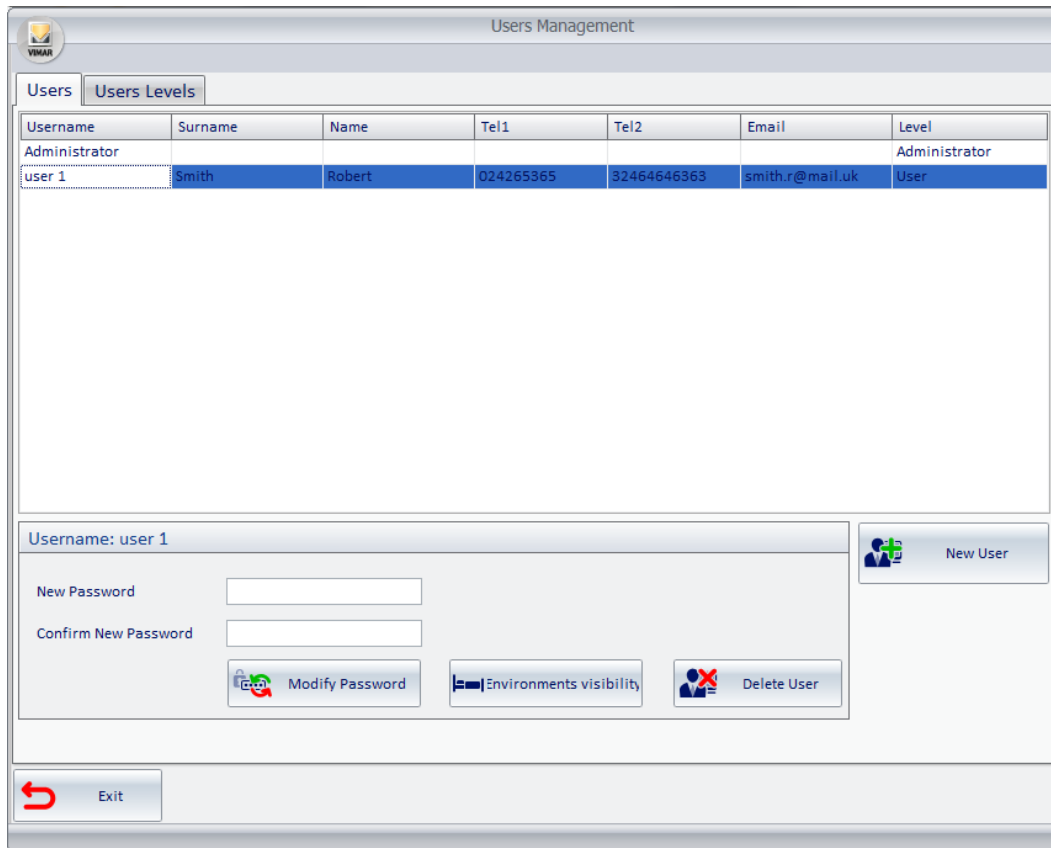 Users Management
VIMAR
Users Users Levels
Username Surname Name Tel1 Tel2 Email Level
Administrator Administrator
user 1 Smith Robert 024265365 32464646363 smith.r@mail.uk User
Username: user 1
New User
New Password
Confirm New Password
Modify Password Environments visibility Delete User
Exit